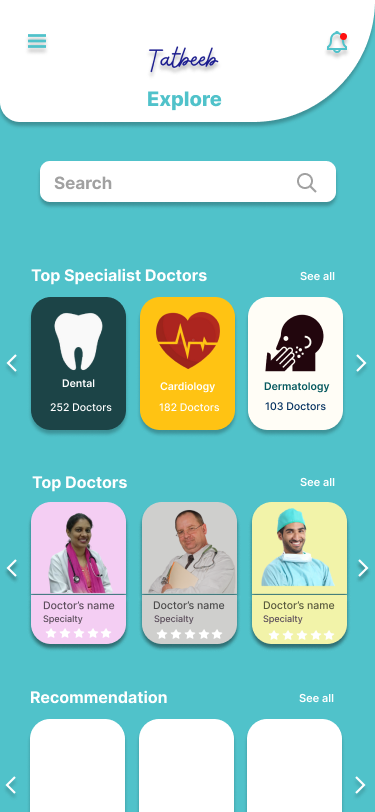 Tatbeeb
Explore
Search
Top Specialist Doctors
See all
Dental
252 Doctors
Cardiology
182 Doctors
Dermatology
103 Doctors
Top Doctors
See all
Doctor's name
Specialty
Doctor's name
Specialty
Doctor's name
Specialty
Recommendation
See all